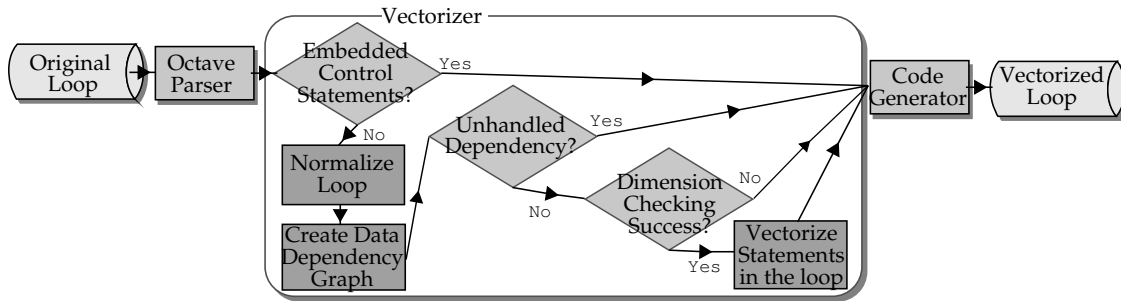 Vectorizer
Original
Loop
Octave
Parser
Embedded
Control
Statements?
Yes
No
Normalize
Loop
Create Data
Dependency
Graph
Unhandled
Dependency?
Yes
No
Dimension
Checking
Success?
No
Yes
Vectorize
Statements
in the loop
Code
Generator
Vectorized
Loop